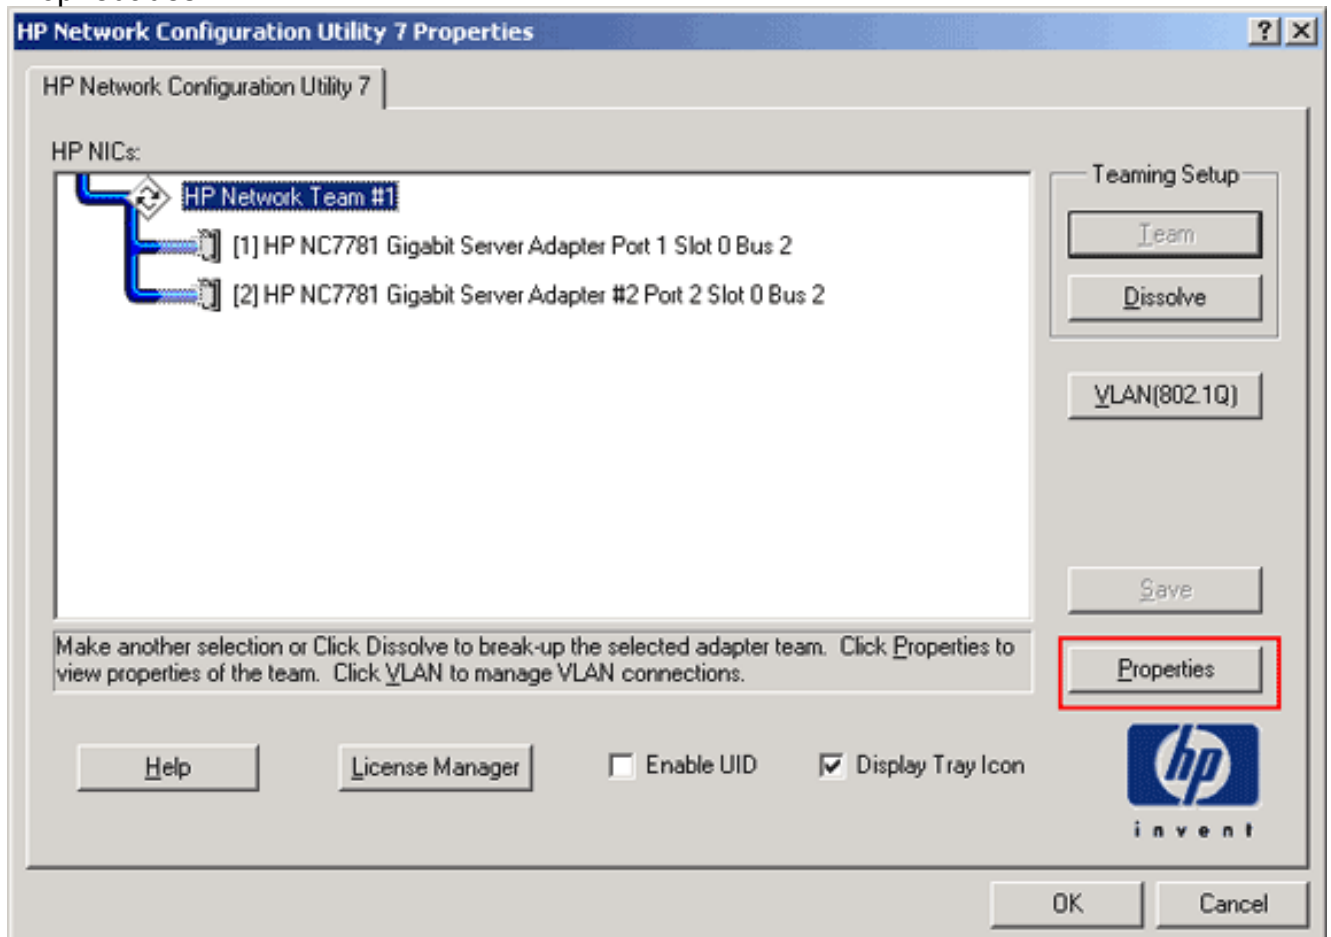 HP Network Configuration Utility 7 Properties
HP Network Configuration Utility 7
HP NICs:
HP Network Team #1
[1] HP NC7781 Gigabit Server Adapter Port 1 Slot 0 Bus 2
[2] HP NC7781 Gigabit Server Adapter #2 Port 2 Slot 0 Bus 2
Teaming Setup
Team
Dissolve
VLAN(802.1Q)
Save
Make another selection or Click Dissolve to break-up the selected adapter team. Click Properties to
view properties of the team. Click VLAN to manage VLAN connections.
Properties
Help
License Manager
Enable UID
Display Tray Icon
hp
invent
OK
Cancel